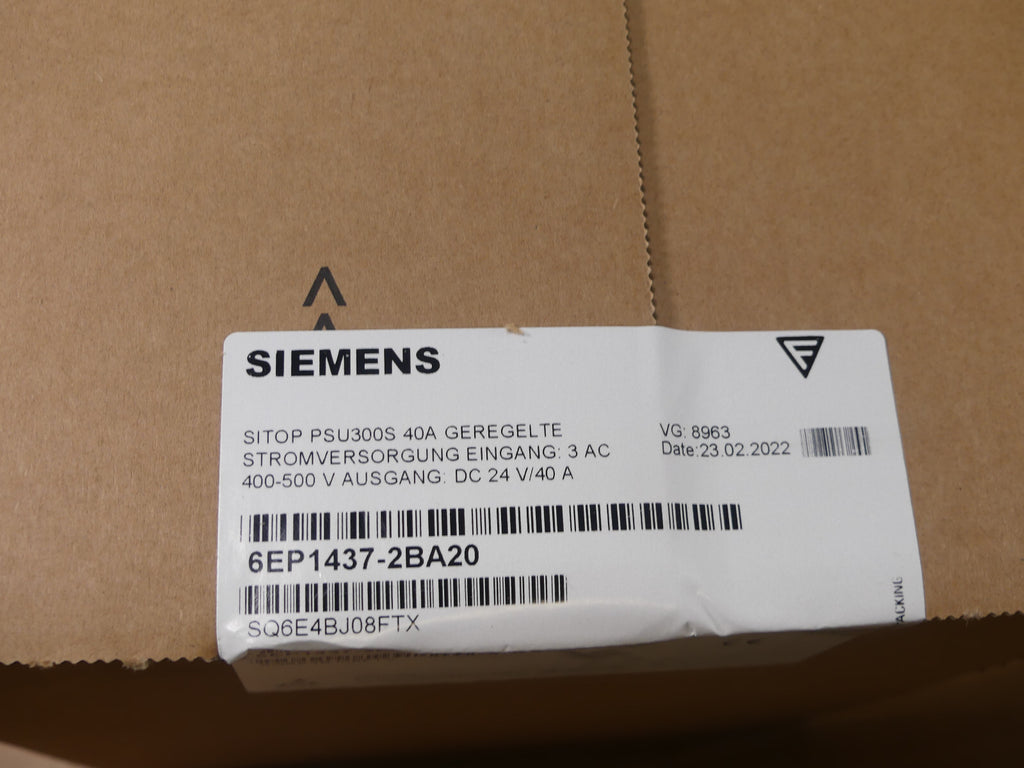 SIEMENS
SITOP PSU300S 40A GEREGELTE
STROMVERSORGUNG EINGANG: 3 AC
400-500 V AUSGANG: DC 24 V/40 A
VG: 8963
Date:23.02.2022
6EP1437-2BA20
SQ6E4BJ08FTX